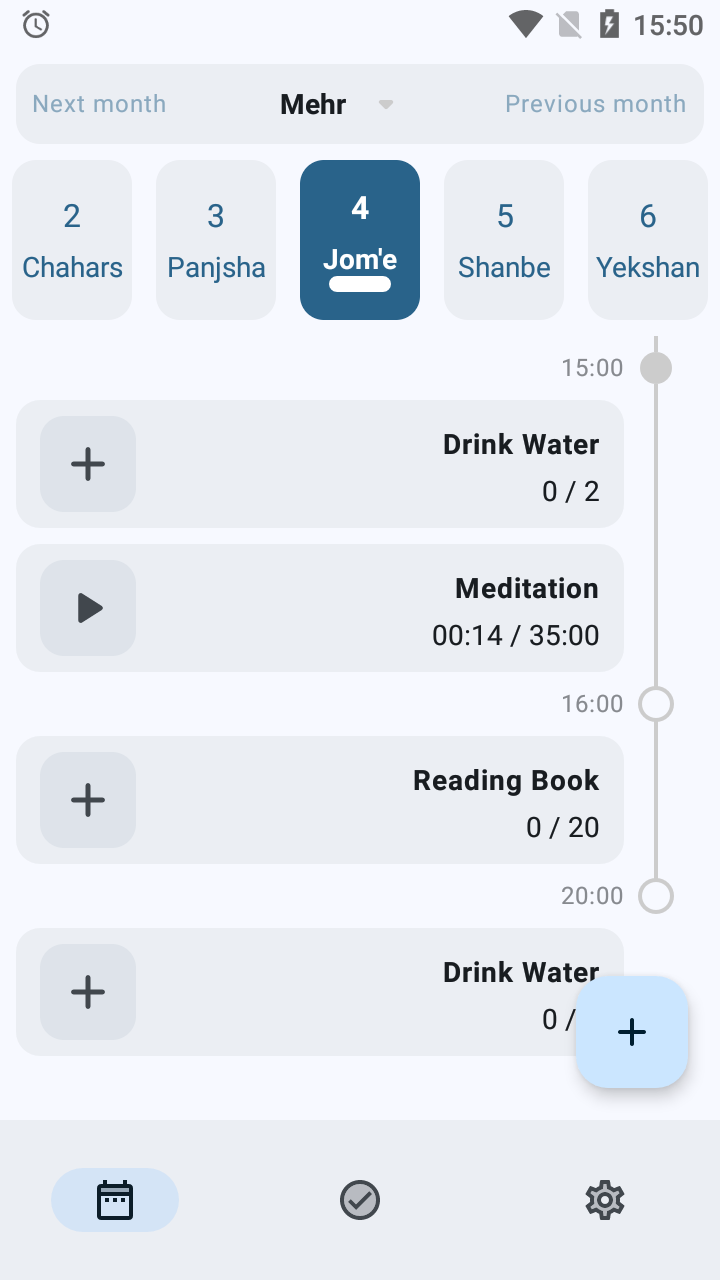 15:50
Next month Mehr Previous month
2 3 4 5 6
Chahars Panjsha Jom'e Shanbe Yekshan
15:00
Drink Water
0 / 2
Meditation
00:14 / 35:00
16:00
Reading Book
0 / 20
20:00
Drink Water
0 /